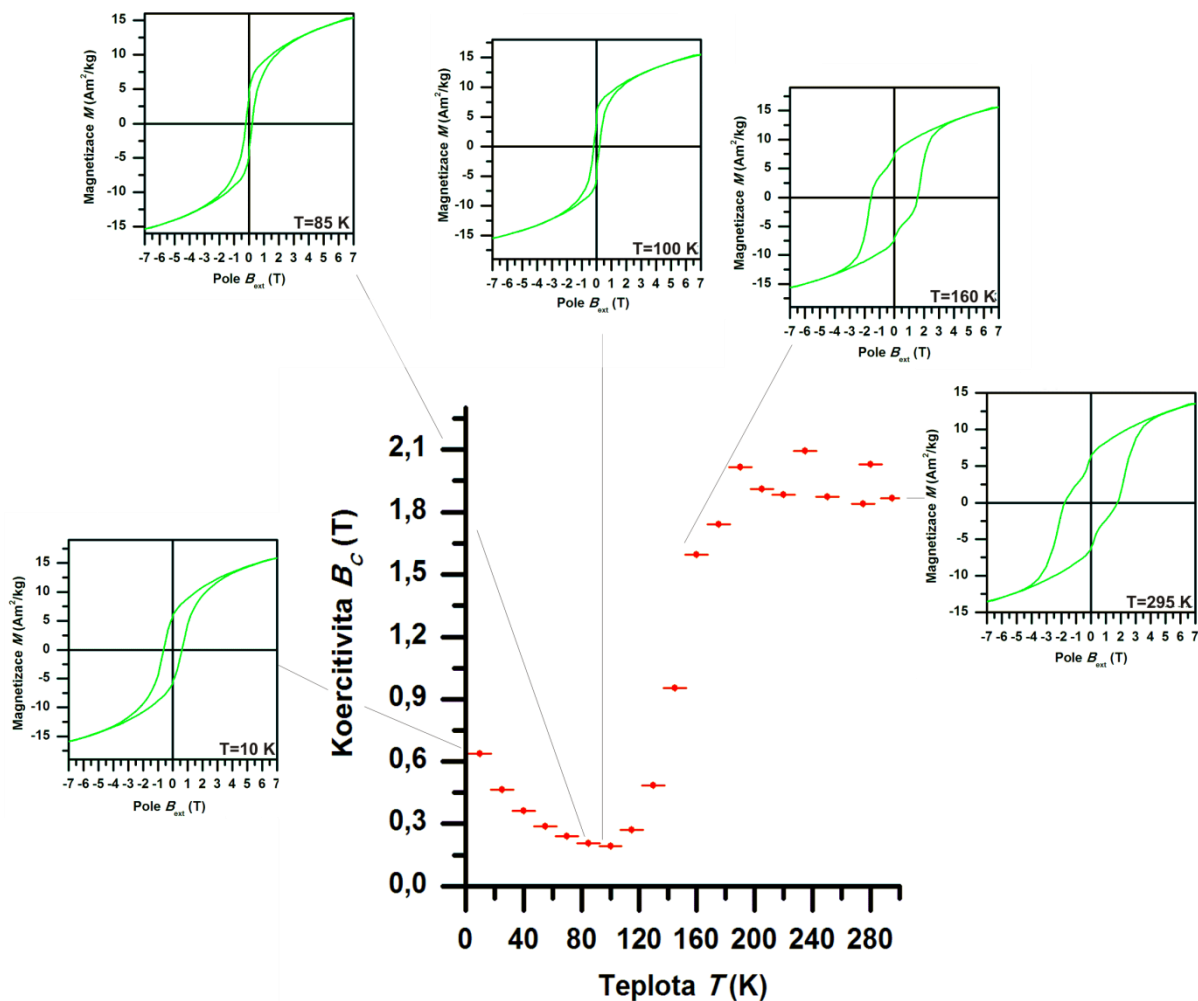 15
10
5
0
-5
-10
-15
Magnetizace M (Am²/kg)
T=85 K
-7 -6 -5 -4 -3 -2 -1 0 1 2 3 4 5 6 7
Pole Bext (T)
15
10
5
0
-5
-10
-15
Magnetizace M (Am²/kg)
T=100 K
-7 -6 -5 -4 -3 -2 -1 0 1 2 3 4 5 6 7
Pole Bext (T)
15
10
5
0
-5
-10
-15
Magnetizace M (Am²/kg)
T=160 K
-7 -6 -5 -4 -3 -2 -1 0 1 2 3 4 5 6 7
Pole Bext (T)
15
10
5
0
-5
-10
-15
Magnetizace M (Am²/kg)
T=295 K
-7 -6 -5 -4 -3 -2 -1 0 1 2 3 4 5 6 7
Pole Bext (T)
15
10
5
0
-5
-10
-15
Magnetizace M (Am²/kg)
T=10 K
-7 -6 -5 -4 -3 -2 -1 0 1 2 3 4 5 6 7
Pole Bext (T)
2,1
1,8
1,5
1,2
0,9
0,6
0,3
0,0
Koercitivita BC (T)
0 40 80 120 160 200 240 280
Teplota T (K)